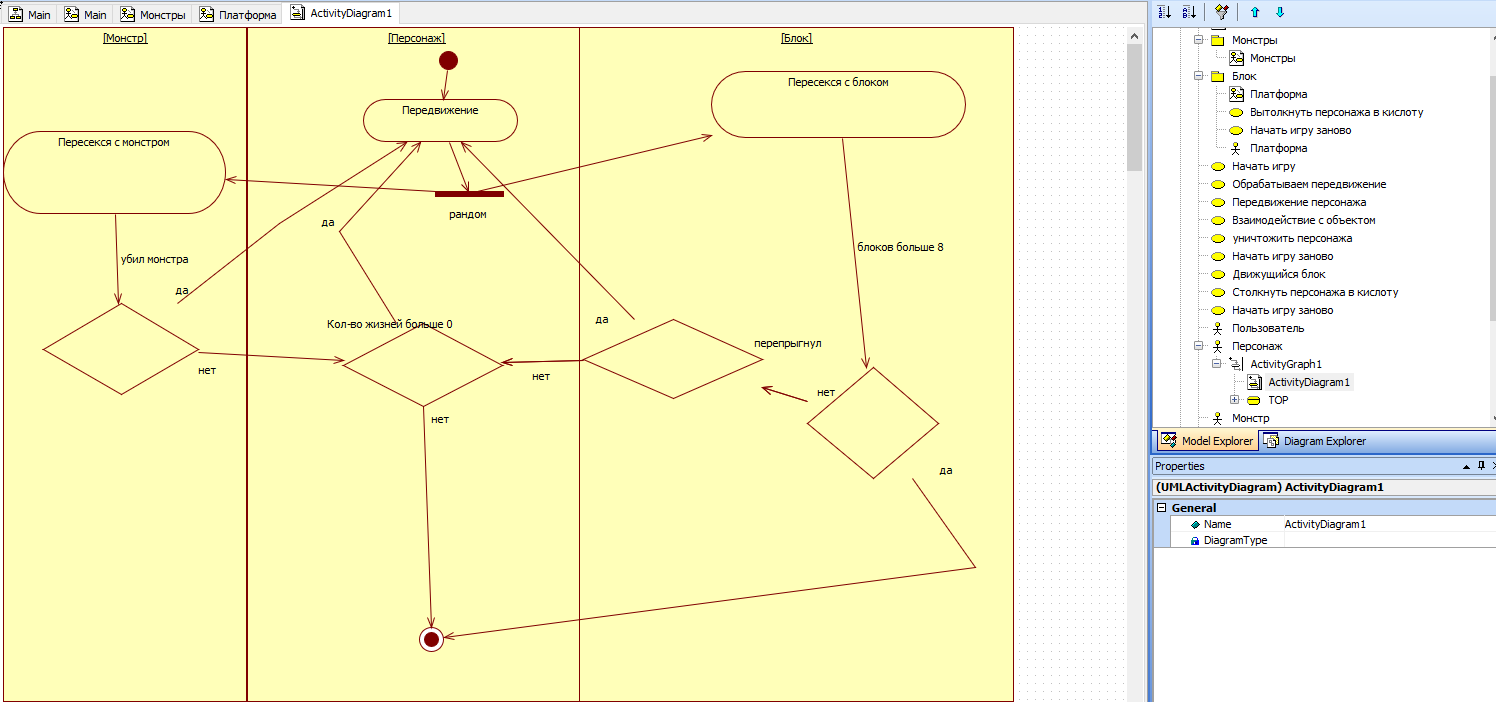 Main
Main
Монстры
Платформа
ActivityDiagram1
[Монстр]
[Персонаж]
[Блок]
Передвижение
Пересекся с блоком
Пересекся с монстром
рандом
да
блоков больше 8
убил монстра
да
Кол-во жизней больше 0
да
перепрыгнул
нет
нет
нет
нет
да
Монстры
Монстры
Блок
Платформа
Вытолкнуть персонажа в кислоту
Начать игру заново
Платформа
Начать игру
Обрабатываем передвижение
Передвижение персонажа
Взаимодействие с объектом
уничтожить персонажа
Начать игру заново
Движущийся блок
Столкнуть персонажа в кислоту
Начать игру заново
Пользователь
Персонаж
ActivityGraph1
ActivityDiagram1
TOP
Монстр
Model Explorer
Diagram Explorer
Properties
(UMLActivityDiagram) ActivityDiagram1
General
Name ActivityDiagram1
DiagramType